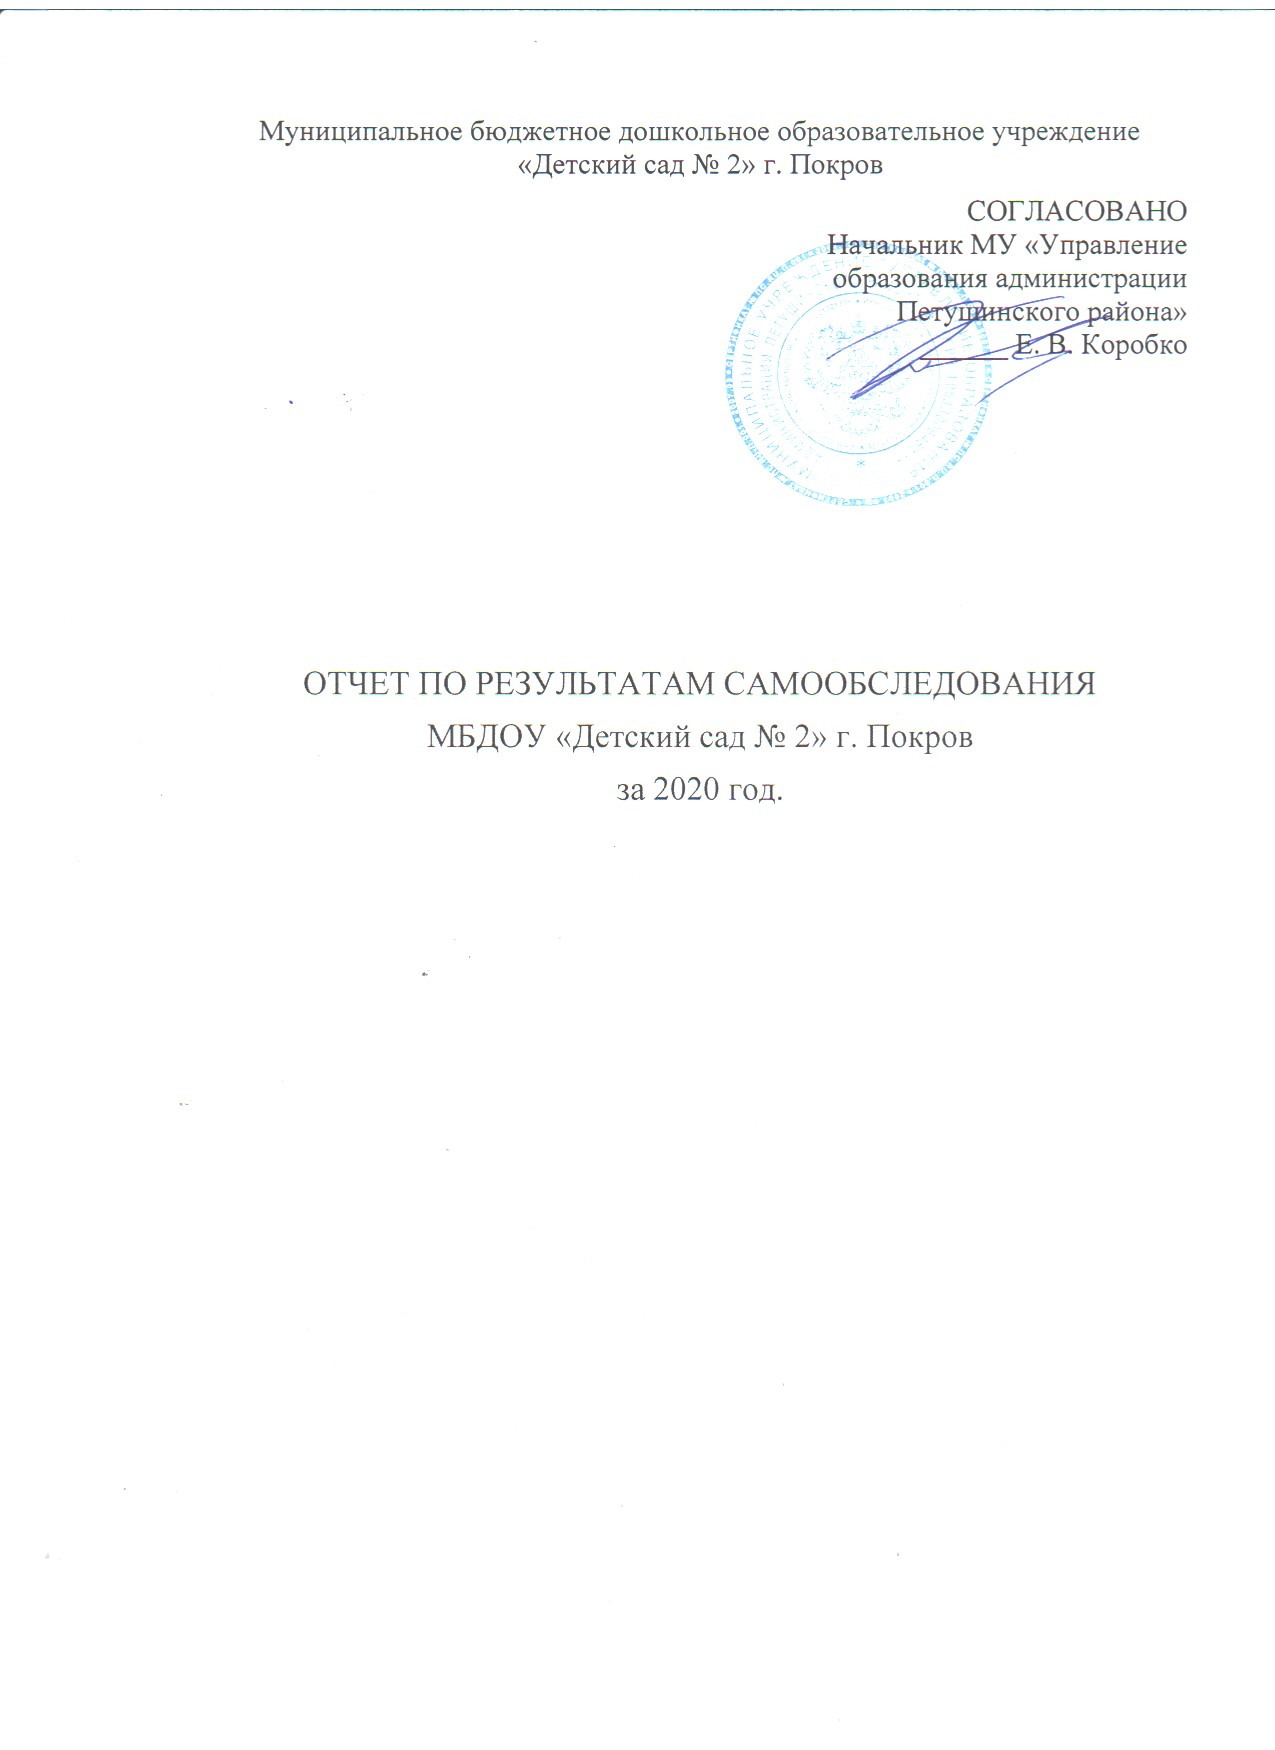 Муниципальное бюджетное дошкольное образовательное учреждение
«Детский сад № 2» г. Покров
СОГЛАСОВАНО
Начальник МУ «Управление
образования администрации
Петушинского района»
______ Е. В. Коробко
ОТЧЕТ ПО РЕЗУЛЬТАТАМ САМООБСЛЕДОВАНИЯ
МБДОУ «Детский сад № 2» г. Покров
за 2020 год.